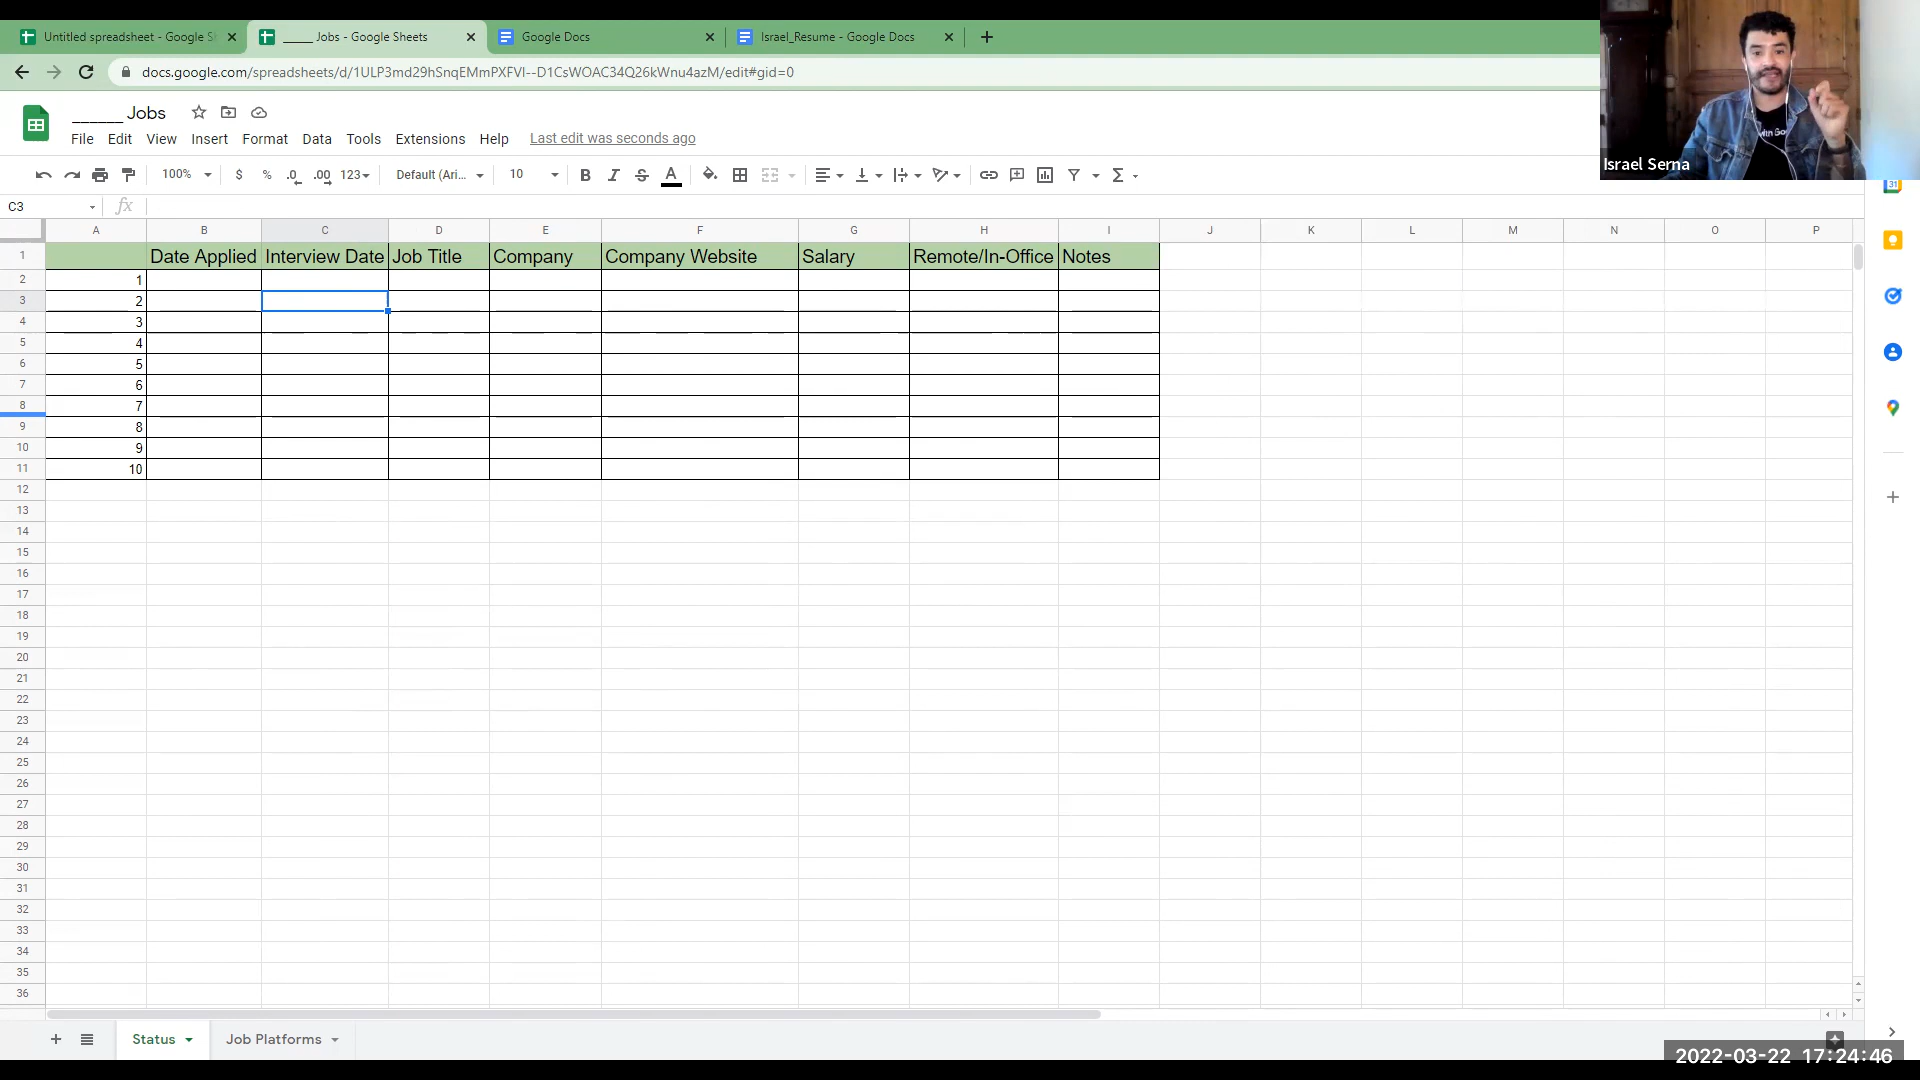 Untitled spreadsheet - Google S
_____ Jobs - Google Sheets
Google Docs
Israel_Resume - Google Docs
docs.google.com/spreadsheets/d/1ULP3md29hSnqEMmPXFVI--D1CsWOAC34Q26kWnu4azM/edit#gid=0
______ Jobs
File Edit View Insert Format Data Tools Extensions Help Last edit was seconds ago
100% $ % .0 .00 123 Default (Ari... 10 B I S A Σ
Israel Serna
31
C3 fx
A B C D E F G H I J K L M N O P
1 Date Applied Interview Date Job Title Company Company Website Salary Remote/In-Office Notes
2 1
3 2
4 3
5 4
6 5
7 6
8 7
9 8
10 9
11 10
12
13
14
15
16
17
18
19
20
21
22
23
24
25
26
27
28
29
30
31
32
33
34
35
36
Status Job Platforms
2022-03-22 17:24:46